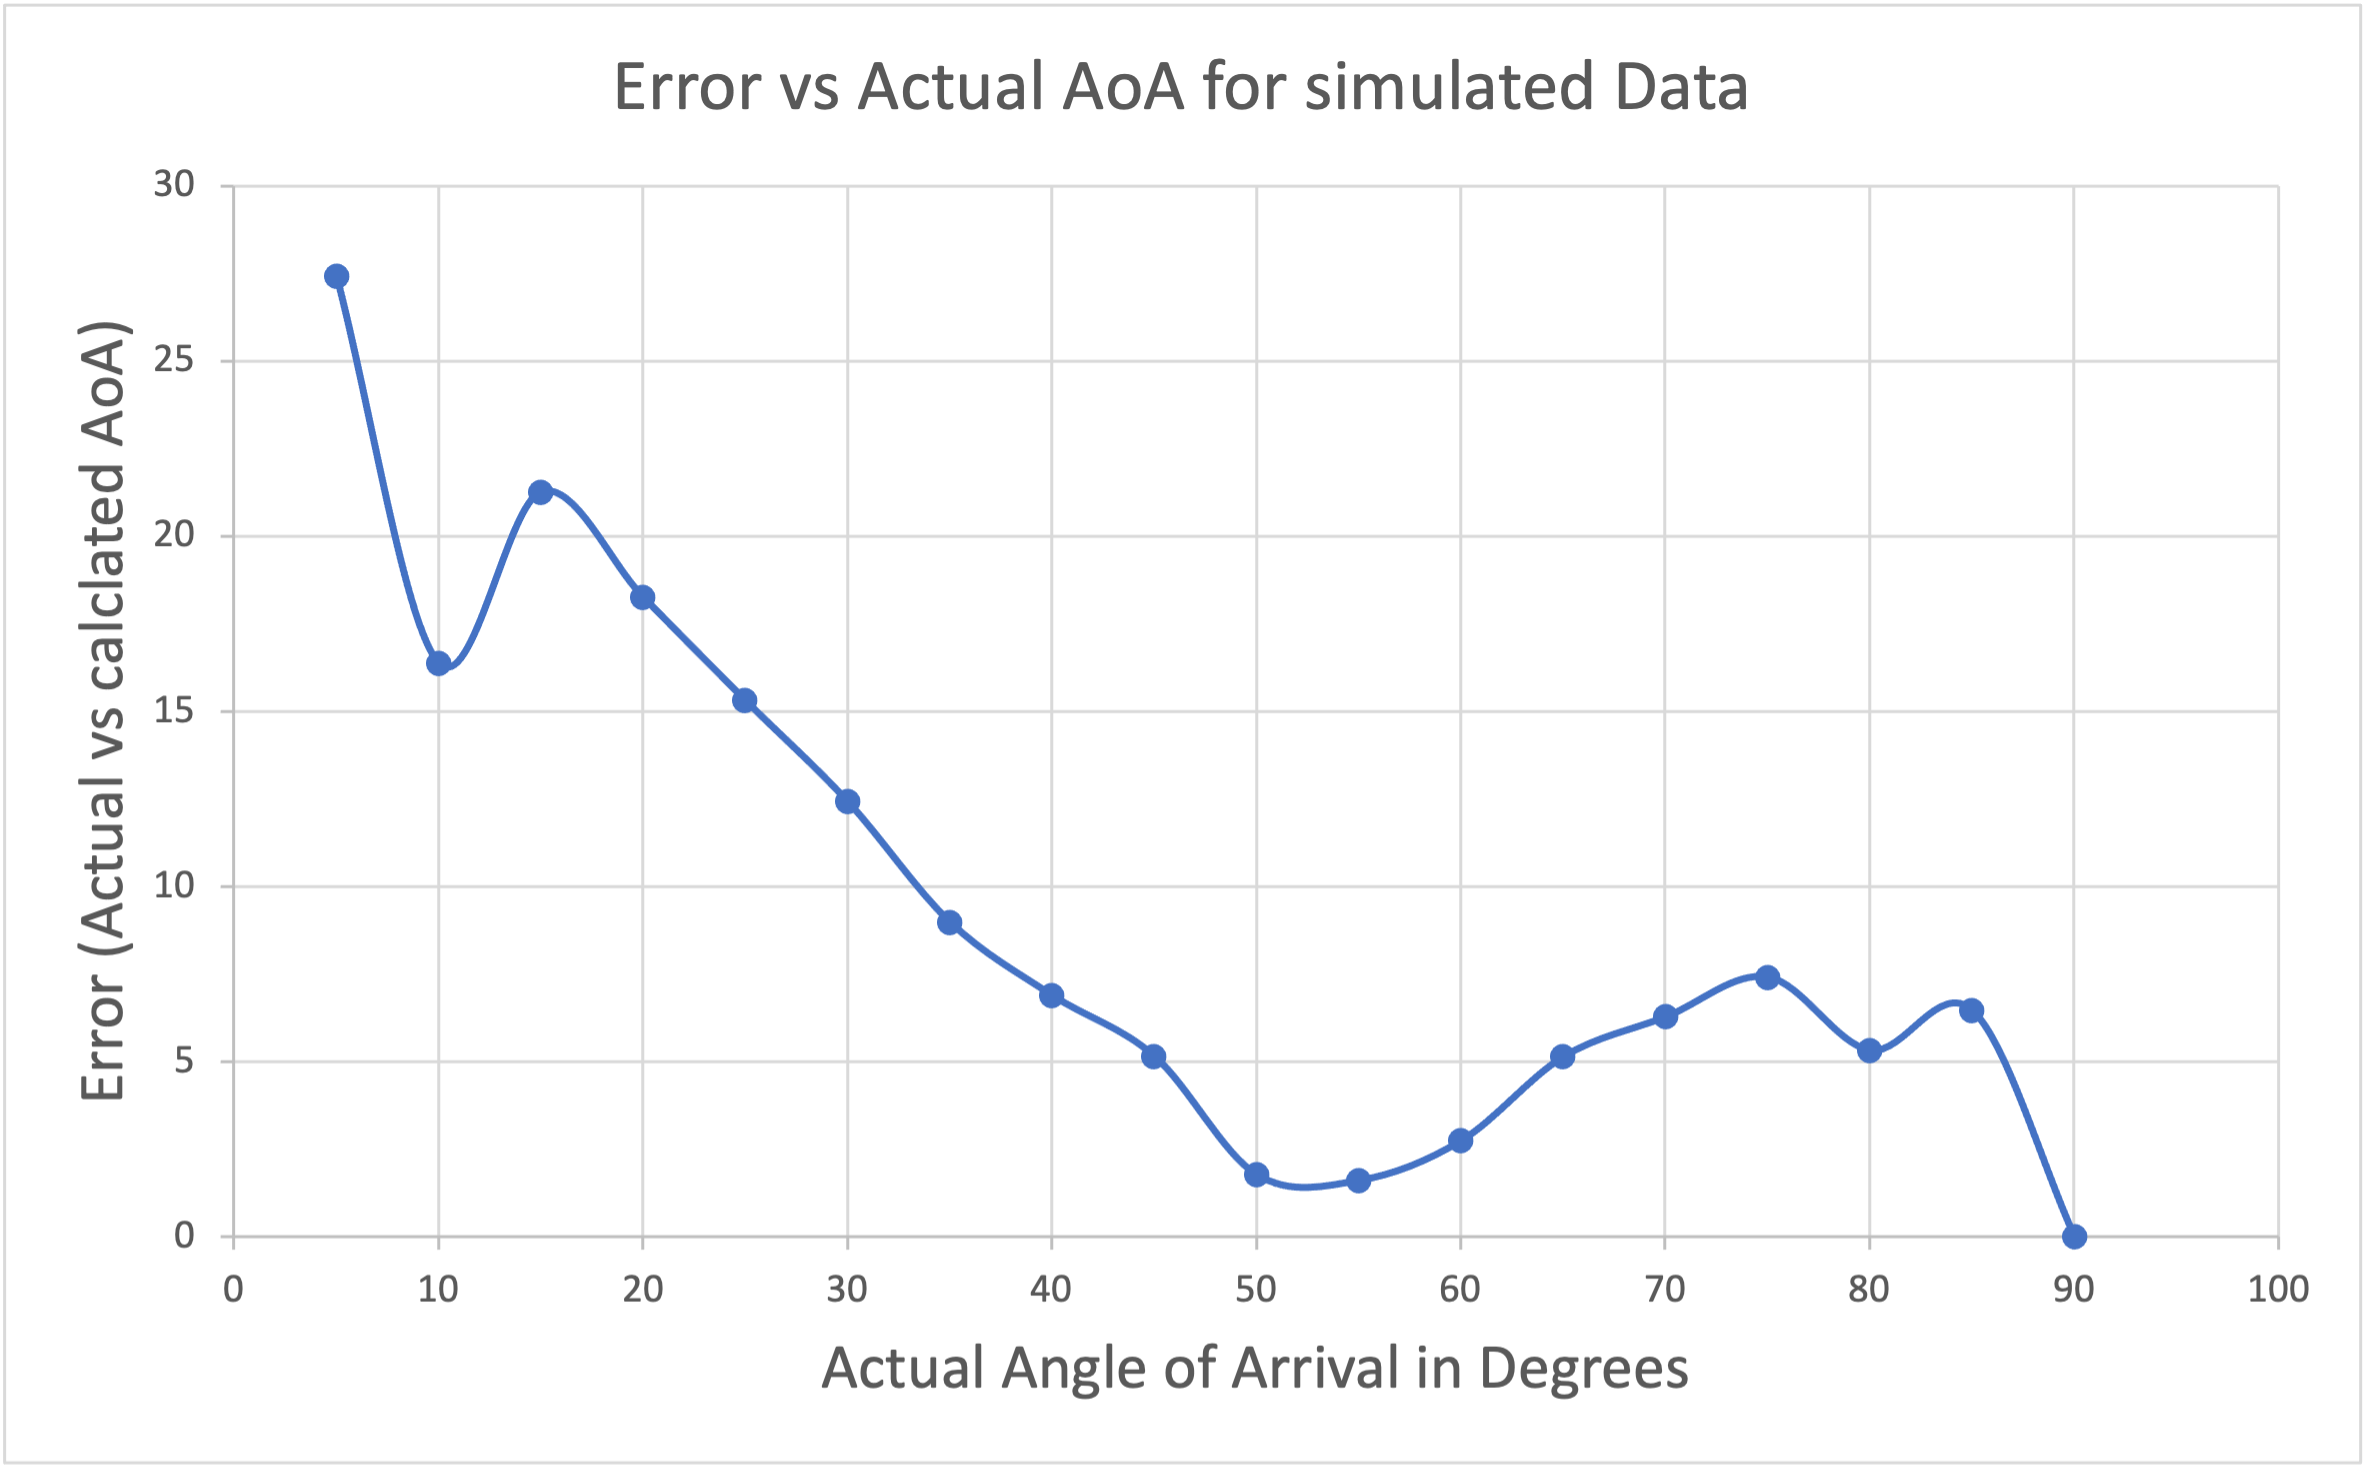 Error vs Actual AoA for simulated Data
Error (Actual vs calclated AoA)
30
25
20
15
10
5
0
0 10 20 30 40 50 60 70 80 90 100
Actual Angle of Arrival in Degrees